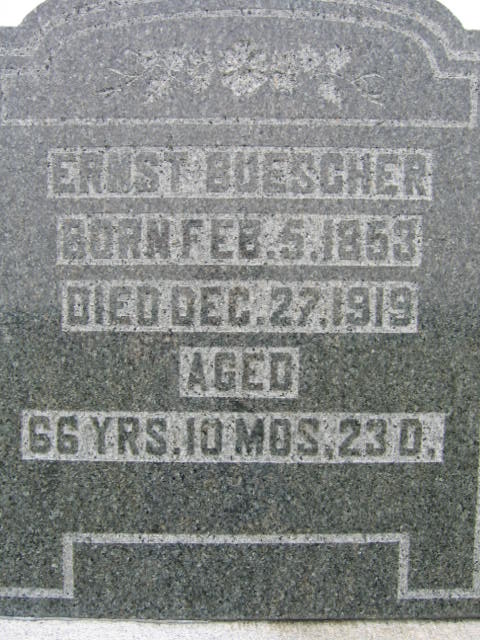 ERNST BUESCHER
BORN FEB. 5. 1853
DIED DEC. 27, 1919
AGED
66 YRS. 10 MOS. 23 D.